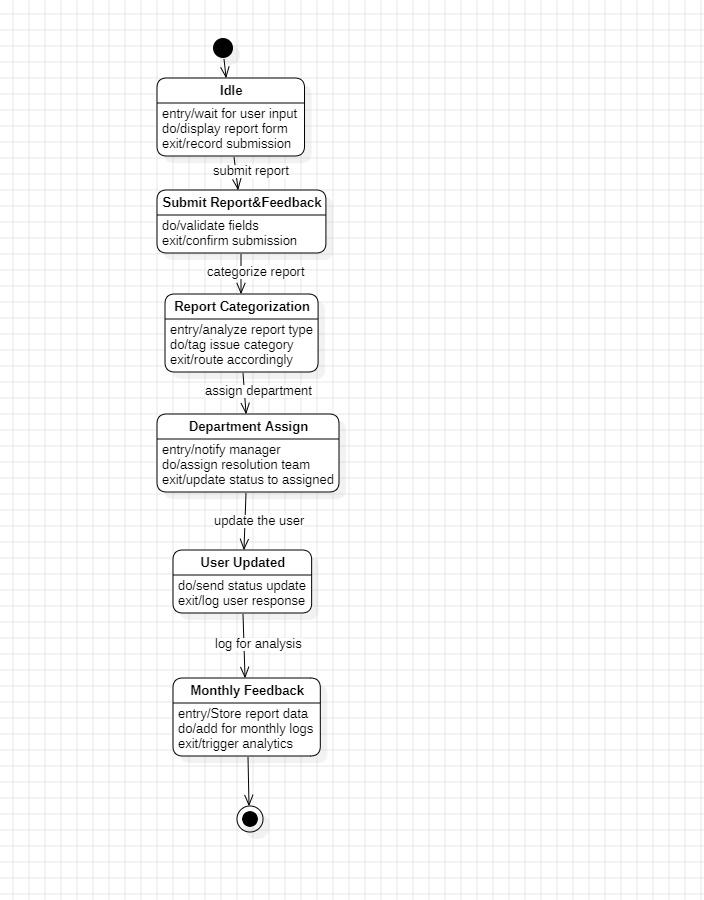 Idle
entry/wait for user input
do/display report form
exit/record submission
submit report
Submit Report&Feedback
do/validate fields
exit/confirm submission
categorize report
Report Categorization
entry/analyze report type
do/tag issue category
exit/route accordingly
assign department
Department Assign
entry/notify manager
do/assign resolution team
exit/update status to assigned
update the user
User Updated
do/send status update
exit/log user response
log for analysis
Monthly Feedback
entry/Store report data
do/add for monthly logs
exit/trigger analytics